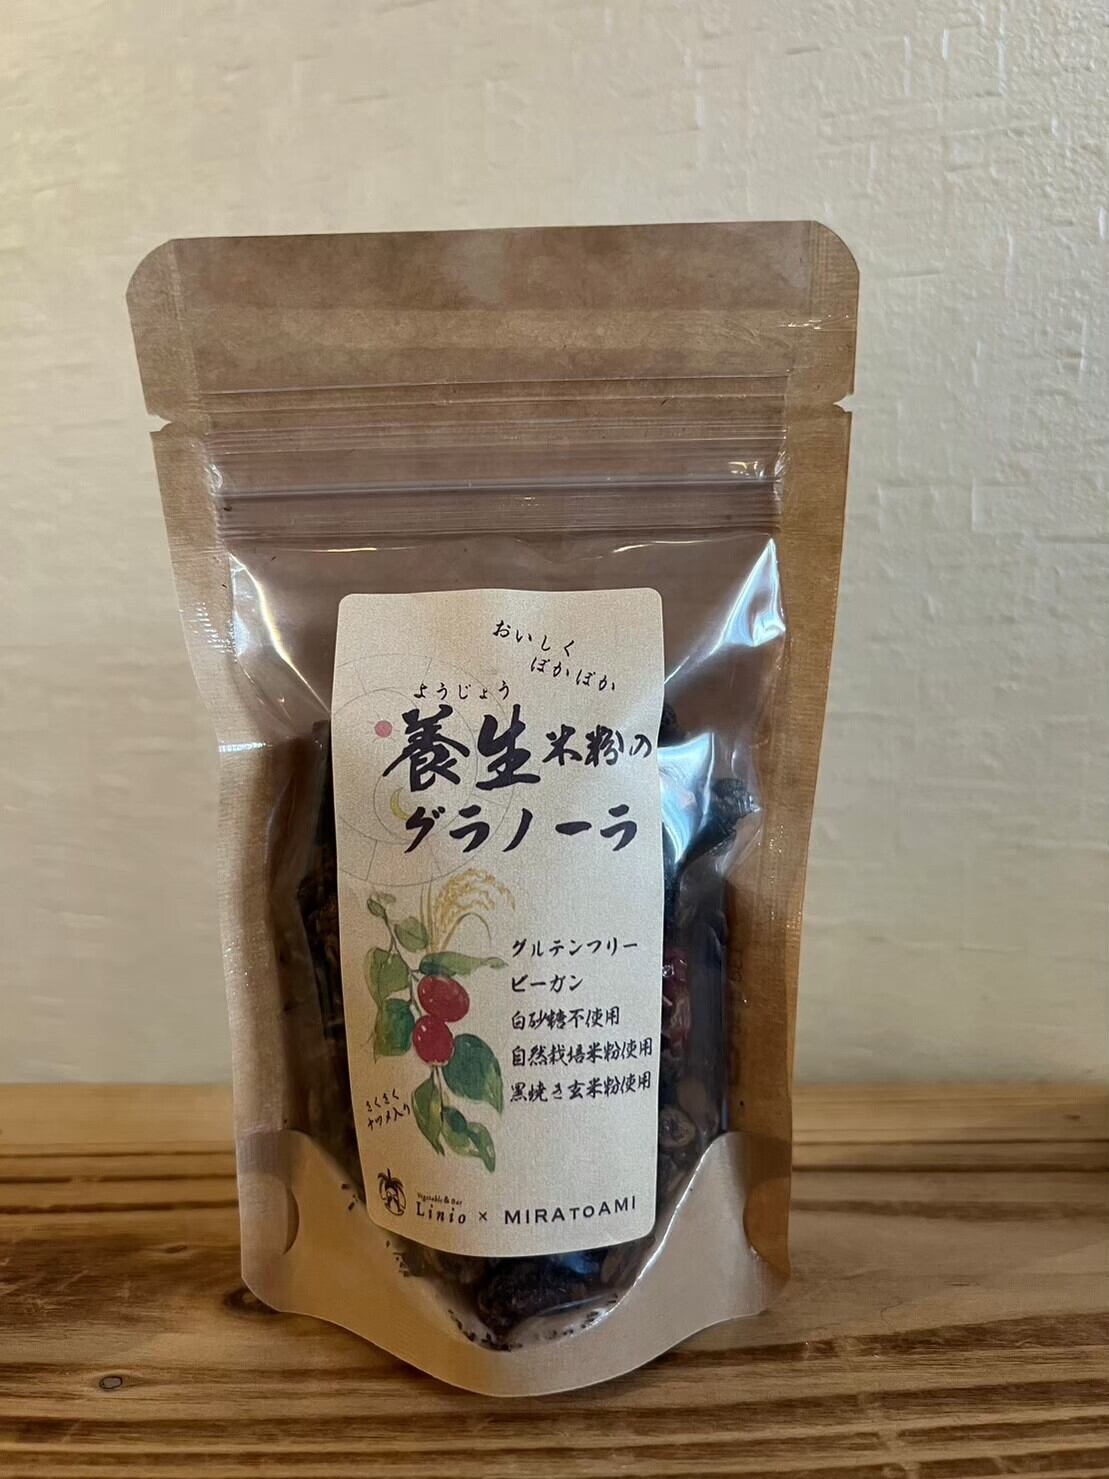 おいしく
ぽかぽか
ようじょう
養生米粉の
グラノーラ
グルテンフリー
ビーガン
白砂糖不使用
自然栽培米粉使用
黒焼き玄米粉使用
さくさく
ナツメ入り
Vegetable & Bar
Linio × MIRATOAMI